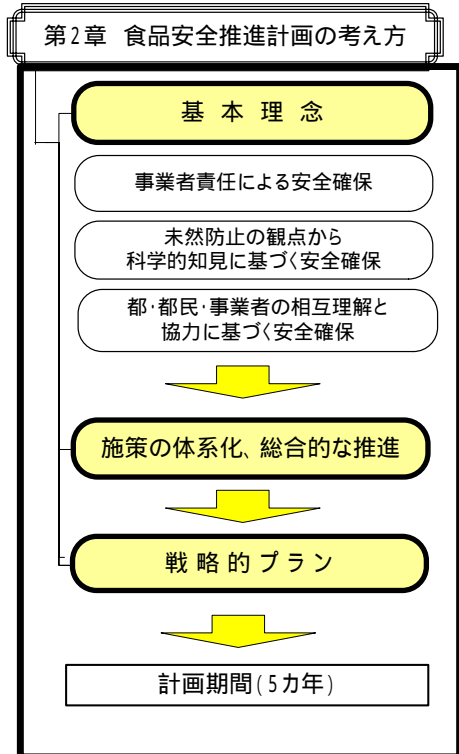 第2章 食品安全推進計画の考え方
基 本 理 念
事業者責任による安全確保
未然防止の観点から
科学的知見に基づく安全確保
都・都民・事業者の相互理解と
協力に基づく安全確保
施策の体系化、総合的な推進
戦 略 的 プ ラ ン
計画期間(5カ年)